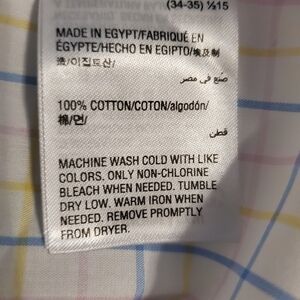 (34-35) ½15
MADE IN EGYPT/FABRIQUÉ EN
ÉGYPTE/HECHO EN EGIPTO/埃及制
造/이집트산/
صنع في مصر
100% COTTON/COTON/algodón/
棉/면/
قطن
MACHINE WASH COLD WITH LIKE
COLORS. ONLY NON-CHLORINE
BLEACH WHEN NEEDED. TUMBLE
DRY LOW. WARM IRON WHEN
NEEDED. REMOVE PROMPTLY
FROM DRYER.